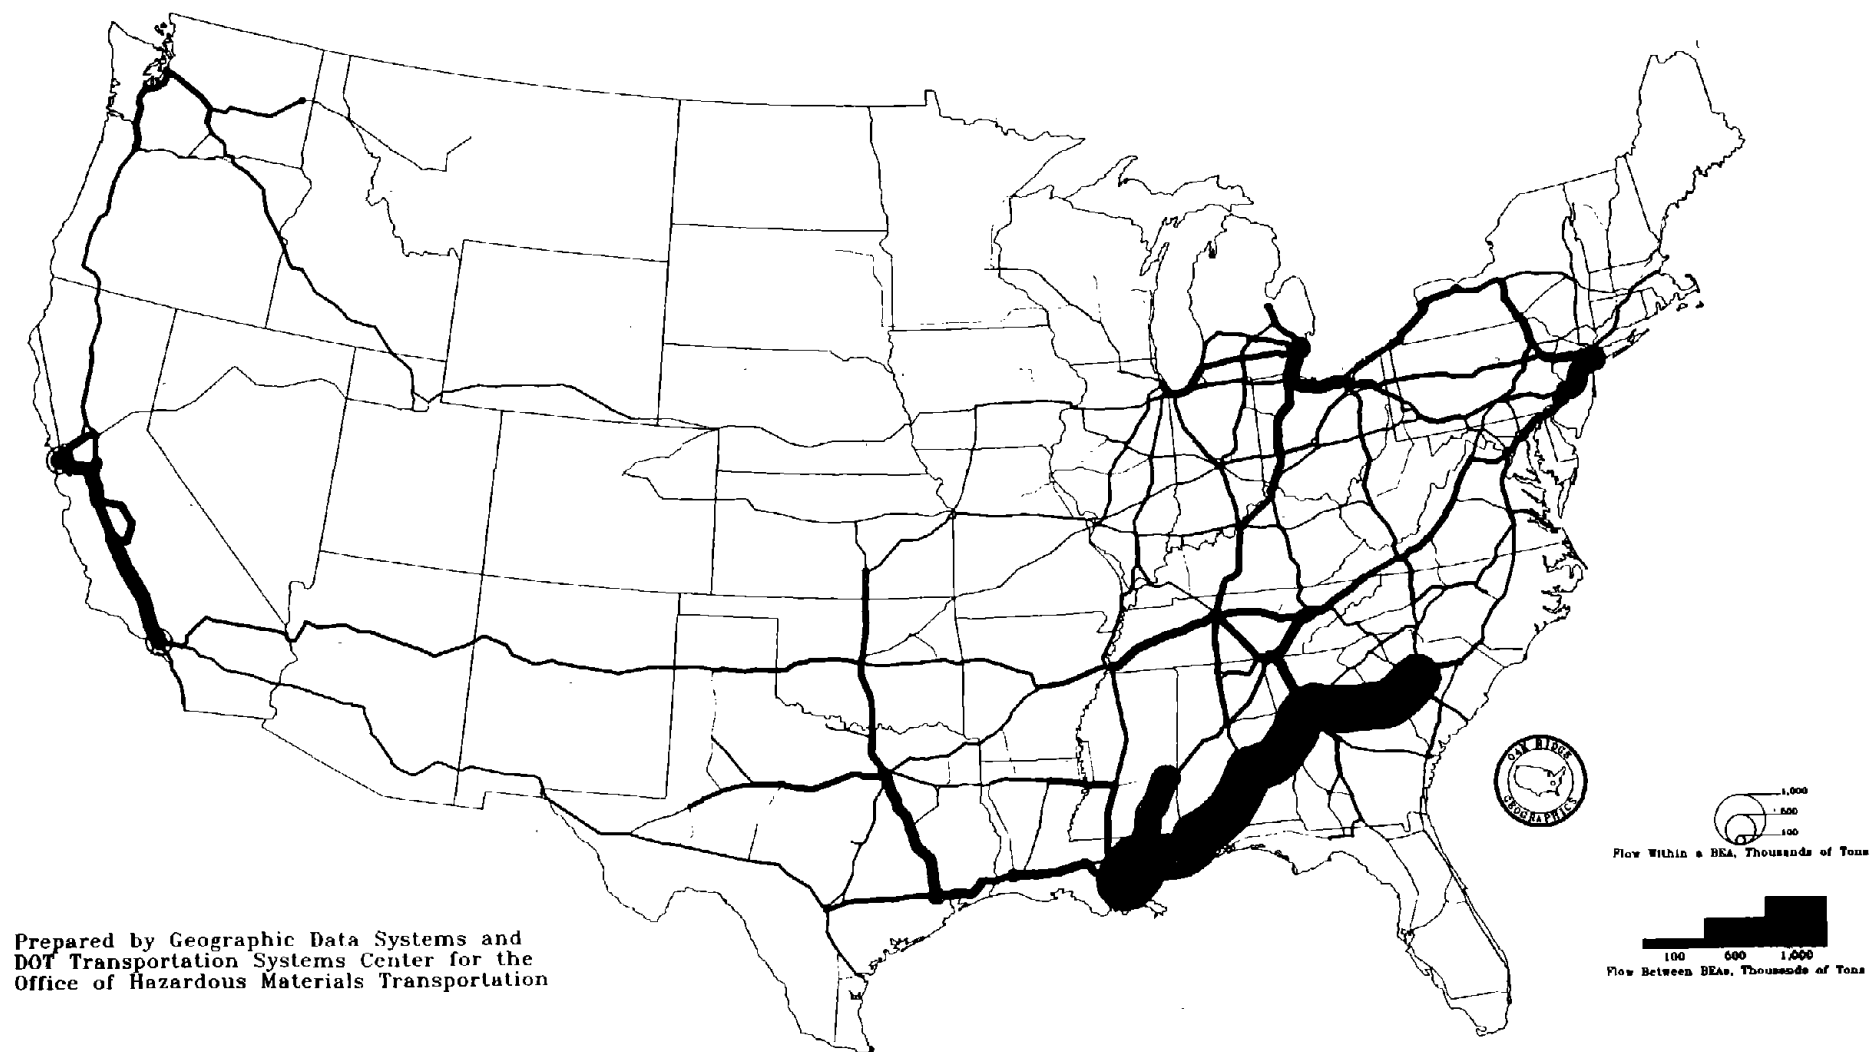 OAK RIDGE
GEOGRAPHICS
1,000
500
100
Flow Within a BEA, Thousands of Tons
100
600
1,000
Flow Between BEAs, Thousands of Tons
Prepared by Geographic Data Systems and
DOT Transportation Systems Center for the
Office of Hazardous Materials Transportation